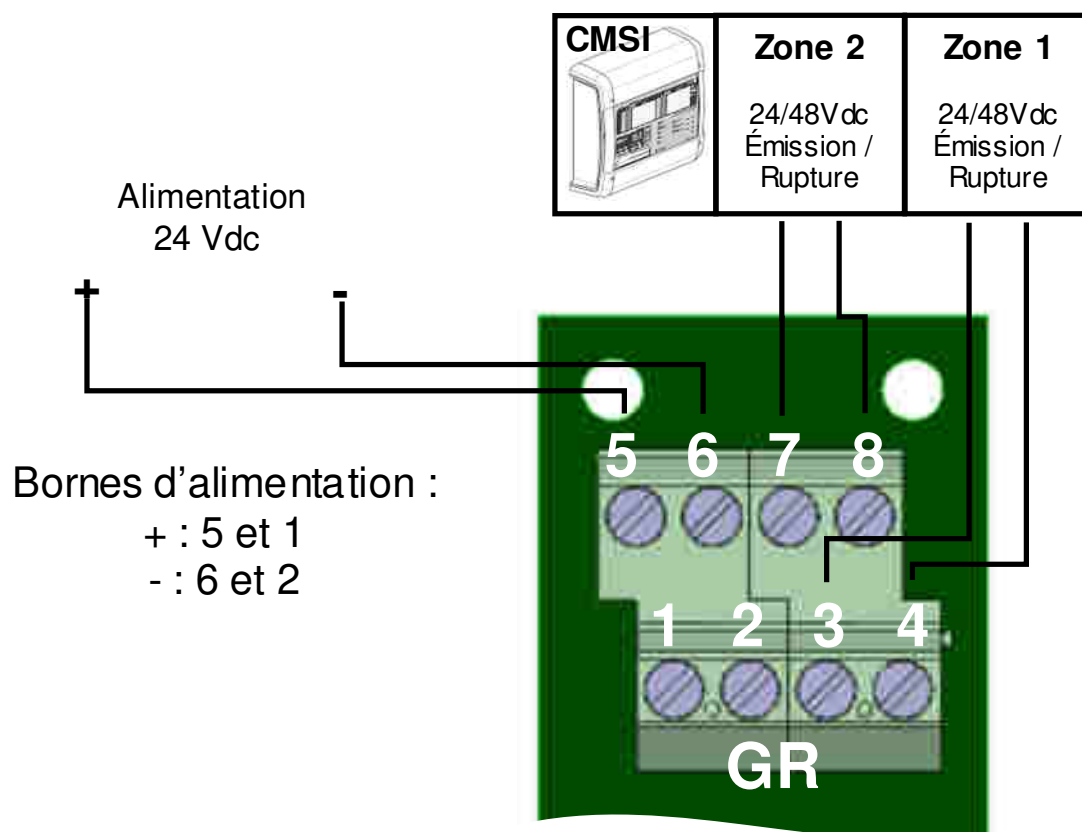 CMSI
Zone 2
Zone 1
24/48Vdc
Émission /
Rupture
24/48Vdc
Émission /
Rupture
Alimentation
24 Vdc
+
-
5 6 7 8
Bornes d’alimentation :
+ : 5 et 1
- : 6 et 2
1 2 3 4
GR